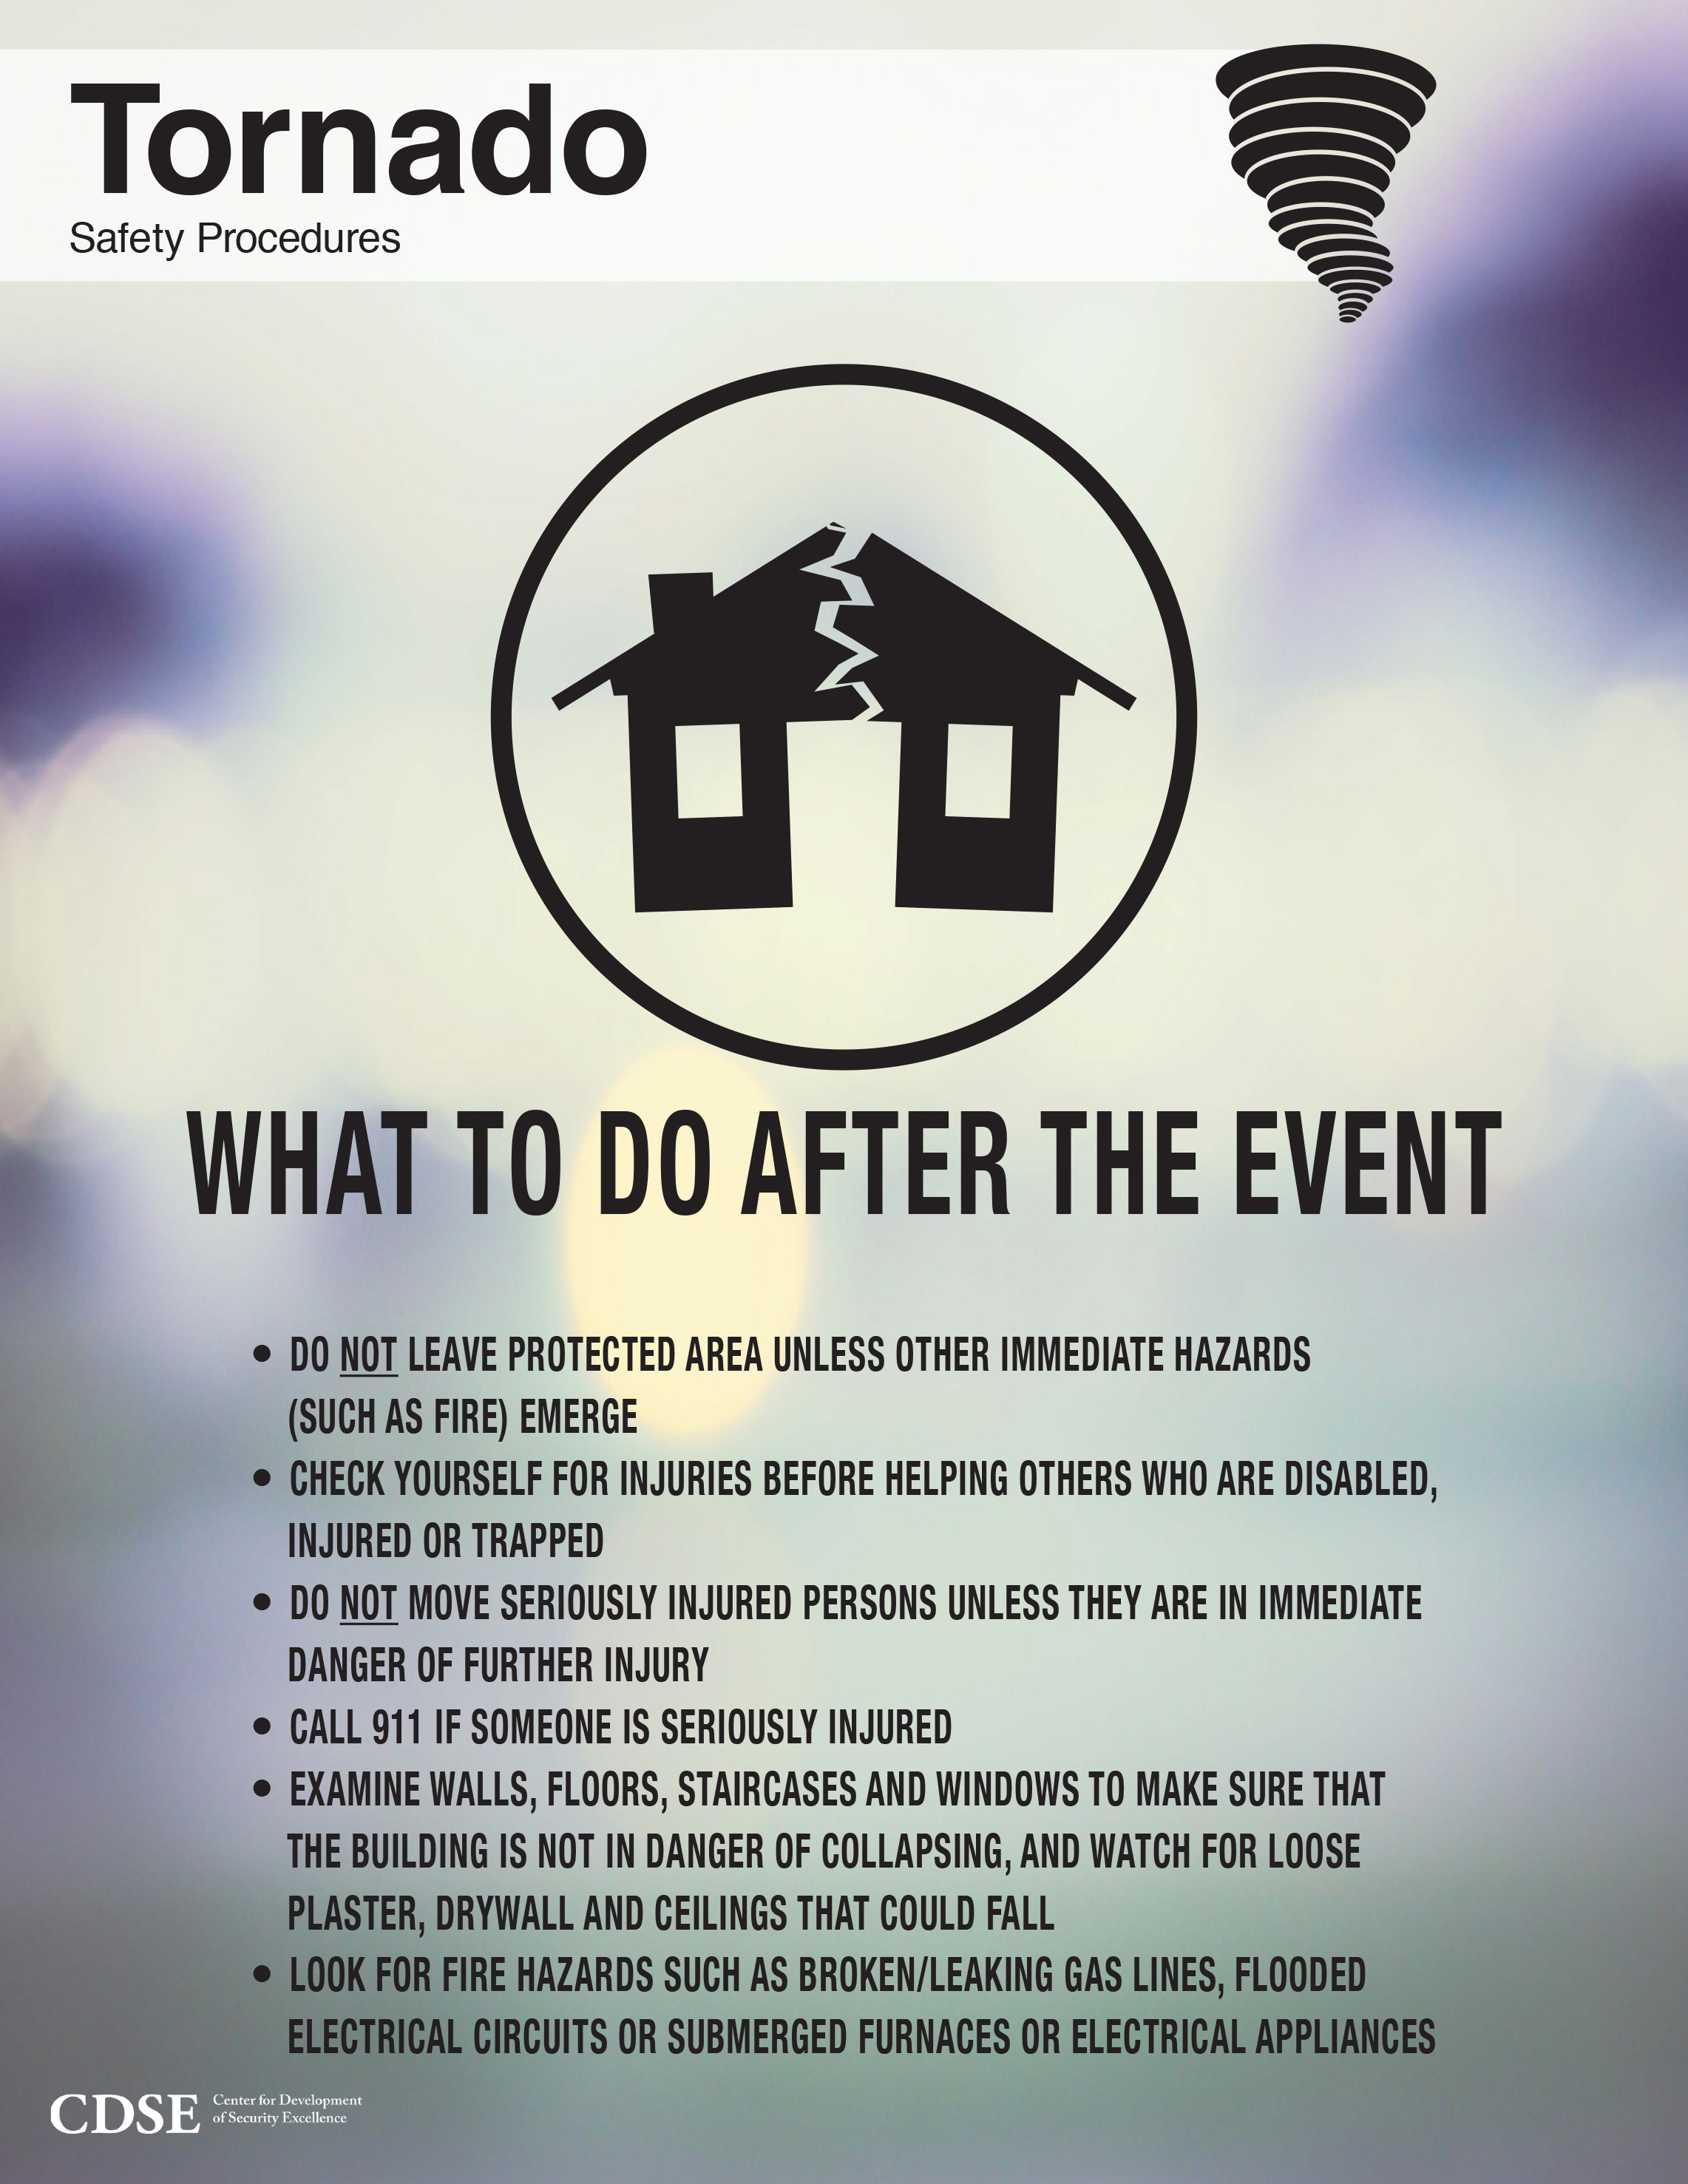 Tornado
Safety Procedures
WHAT TO DO AFTER THE EVENT
• DO NOT LEAVE PROTECTED AREA UNLESS OTHER IMMEDIATE HAZARDS
(SUCH AS FIRE) EMERGE
• CHECK YOURSELF FOR INJURIES BEFORE HELPING OTHERS WHO ARE DISABLED,
INJURED OR TRAPPED
• DO NOT MOVE SERIOUSLY INJURED PERSONS UNLESS THEY ARE IN IMMEDIATE
DANGER OF FURTHER INJURY
• CALL 911 IF SOMEONE IS SERIOUSLY INJURED
• EXAMINE WALLS, FLOORS, STAIRCASES AND WINDOWS TO MAKE SURE THAT
THE BUILDING IS NOT IN DANGER OF COLLAPSING, AND WATCH FOR LOOSE
PLASTER, DRYWALL AND CEILINGS THAT COULD FALL
• LOOK FOR FIRE HAZARDS SUCH AS BROKEN/LEAKING GAS LINES, FLOODED
ELECTRICAL CIRCUITS OR SUBMERGED FURNACES OR ELECTRICAL APPLIANCES
CDSE
Center for Development
of Security Excellence